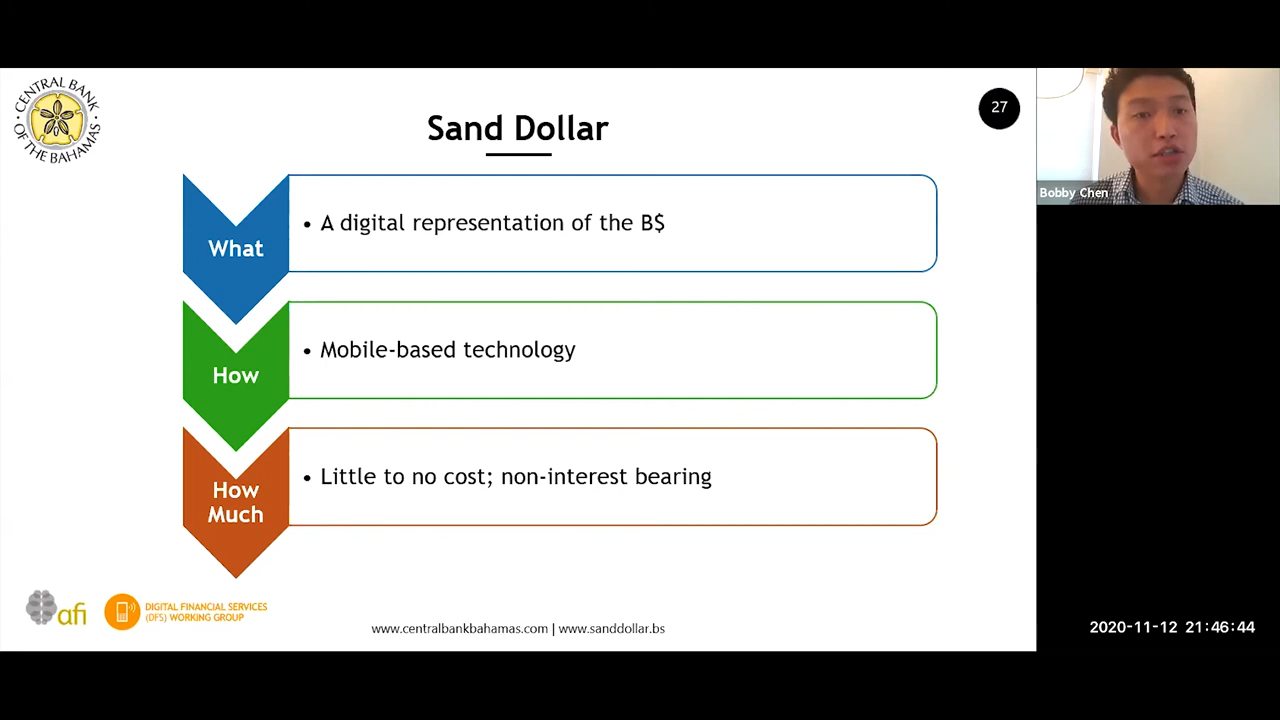 CENTRAL BANK
OF THE BAHAMAS
Sand Dollar
27
Bobby Chen
What
• A digital representation of the B$
How
• Mobile-based technology
How
Much
• Little to no cost; non-interest bearing
afi
DIGITAL FINANCIAL SERVICES
(DFS) WORKING GROUP
www.centralbankbahamas.com | www.sanddollar.bs
2020-11-12 21:46:44